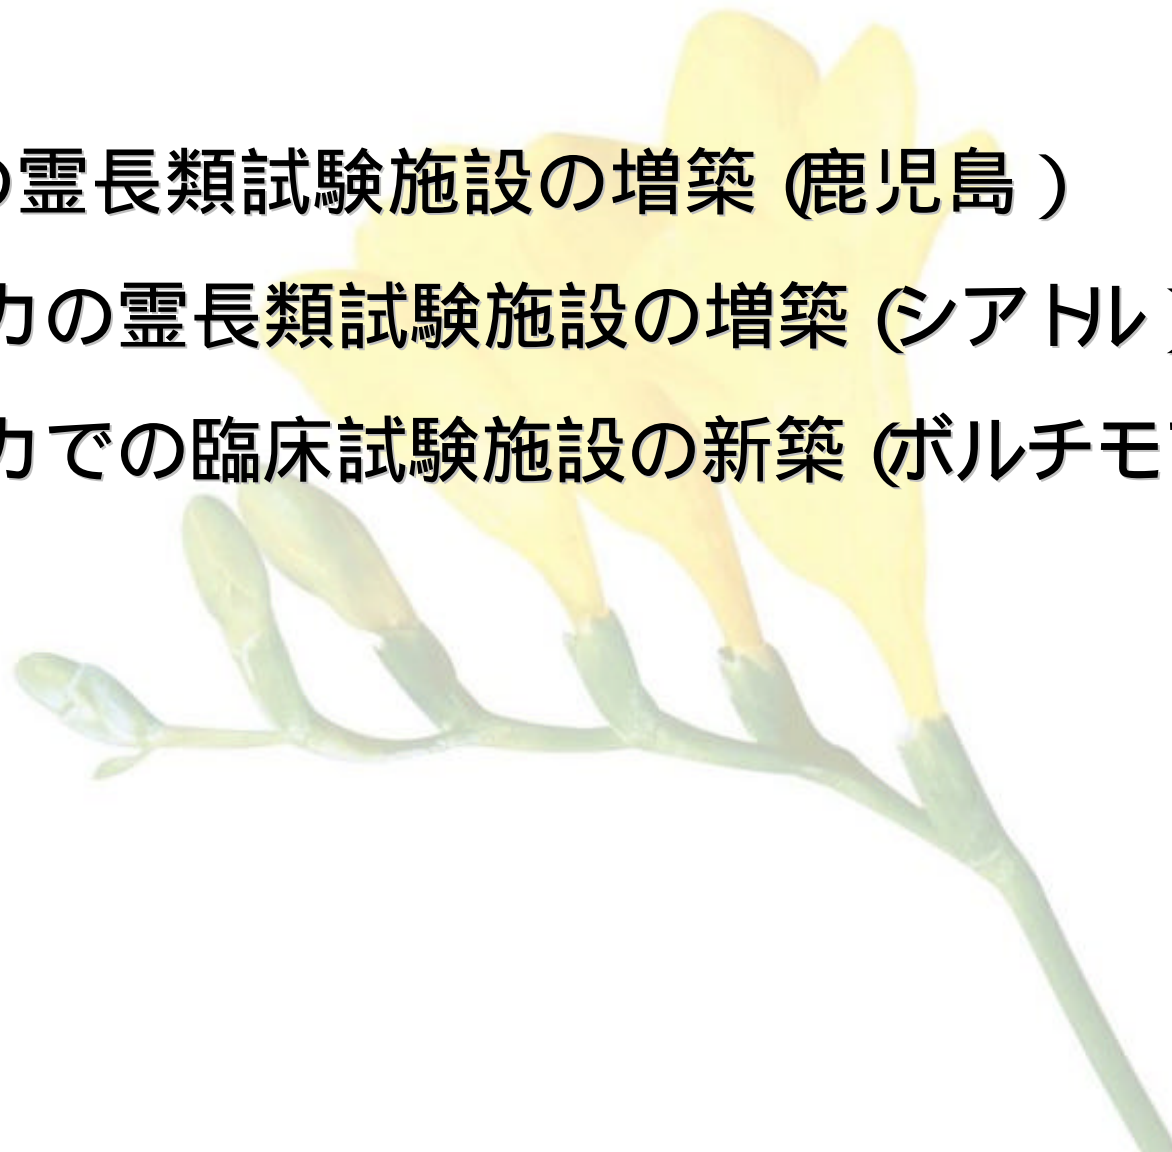 の霊長類試験施設の増築（鹿児島）
カの霊長類試験施設の増築（シアトル）
カでの臨床試験施設の新築（ボルチモ